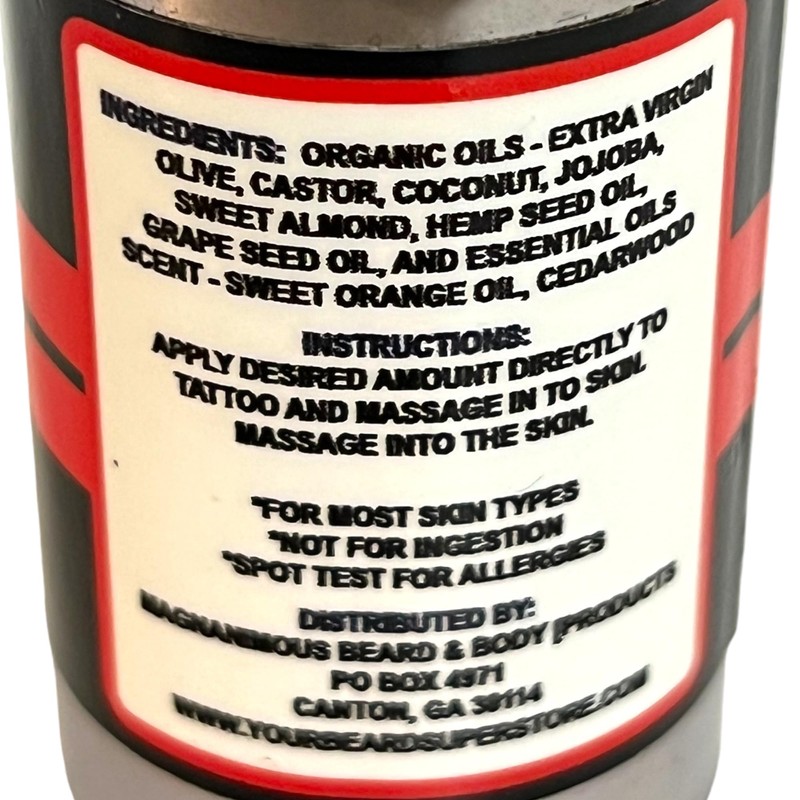 INGREDIENTS: ORGANIC OILS - EXTRA VIRGIN
OLIVE, CASTOR, COCONUT, JOJOBA,
SWEET ALMOND, HEMP SEED OIL,
GRAPE SEED OIL, AND ESSENTIAL OILS
SCENT - SWEET ORANGE OIL, CEDARWOOD
INSTRUCTIONS:
APPLY DESIRED AMOUNT DIRECTLY TO
TATTOO AND MASSAGE IN TO SKIN.
MASSAGE INTO THE SKIN.
*FOR MOST SKIN TYPES
*NOT FOR INGESTION
*SPOT TEST FOR ALLERGIES
DISTRIBUTED BY:
MAGNANIMOUS BEARD & BODY PRODUCTS
PO BOX 4971
CANTON, GA 30114
WWW.YOURBEARDSUPERSTORE.COM